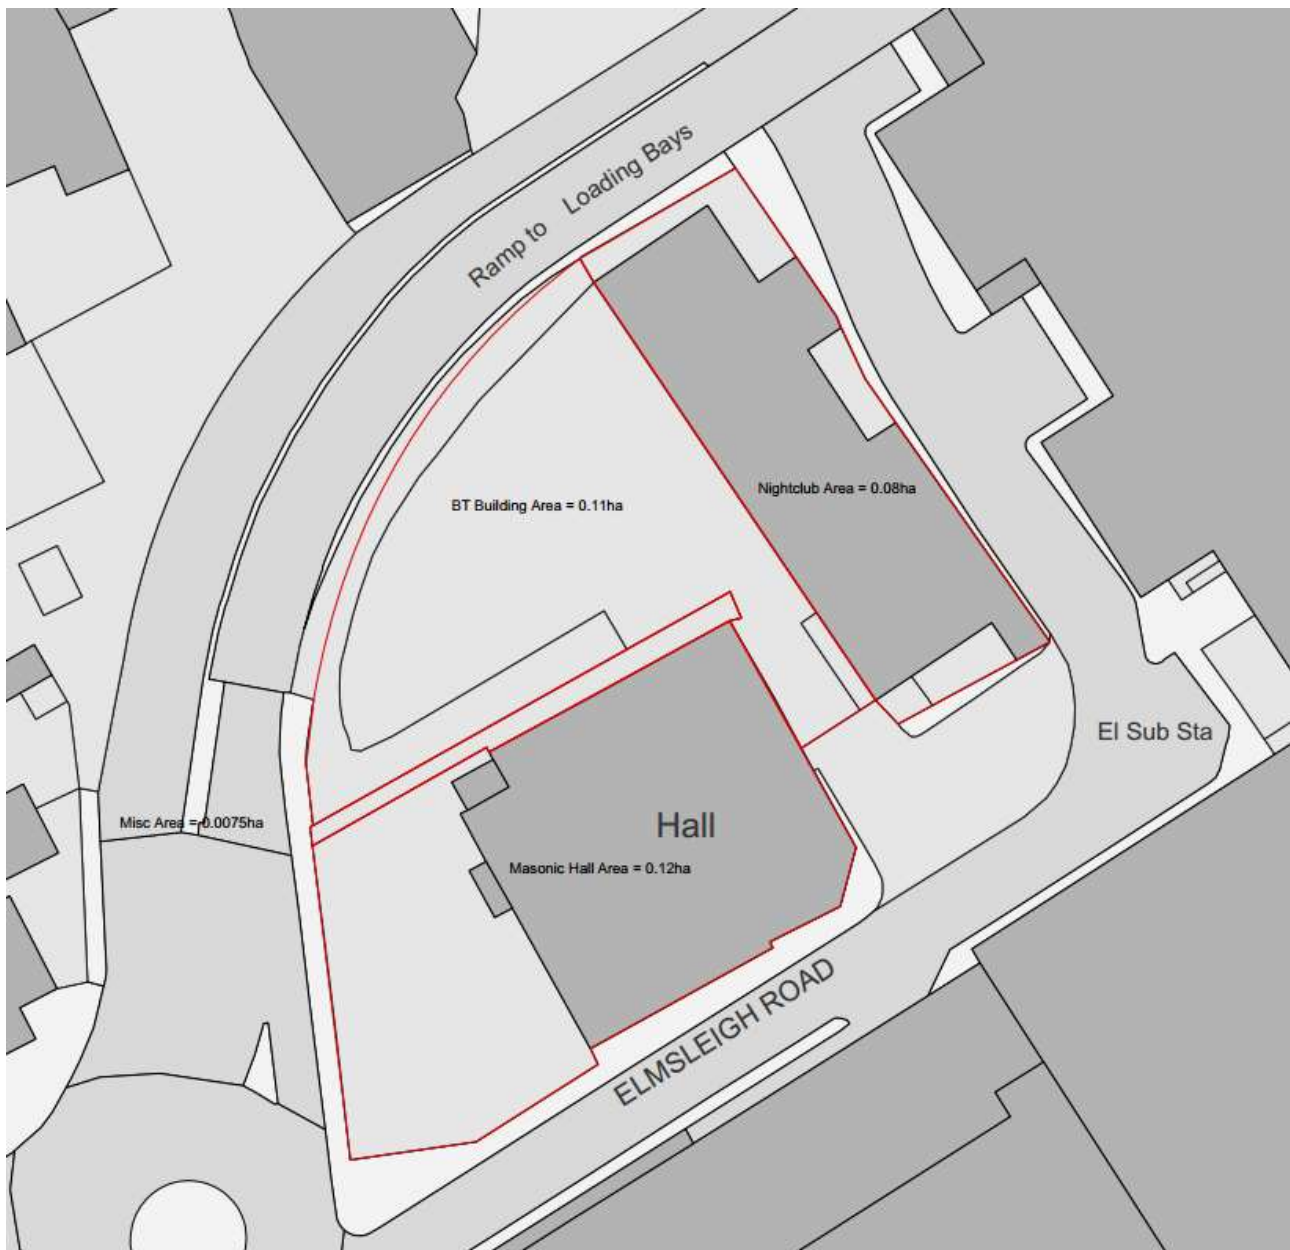 Ramp to Loading Bays
BT Building Area = 0.11ha
Nightclub Area = 0.08ha
El Sub Sta
Misc Area = 0.0075ha
Hall
Masonic Hall Area = 0.12ha
ELMSLEIGH ROAD